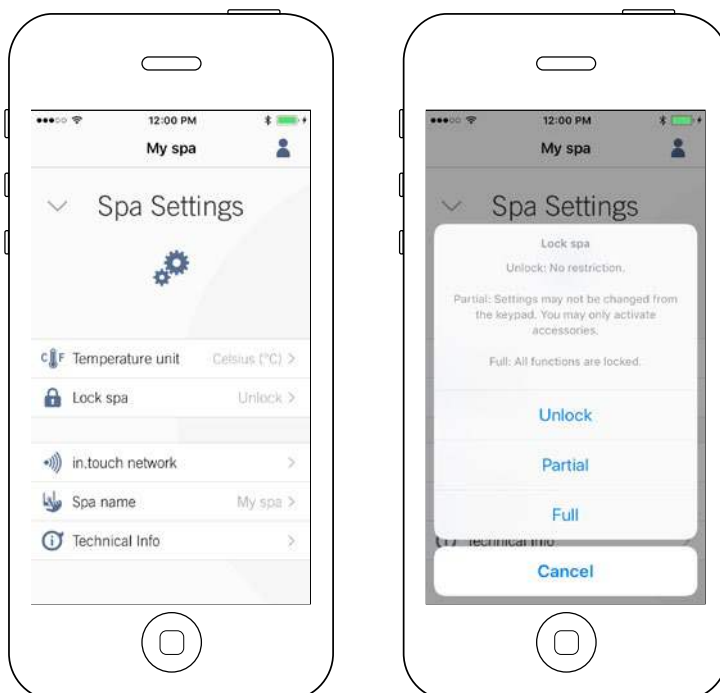 12:00 PM
My spa
Spa Settings
C F Temperature unit Celsius (°C) >
Lock spa Unlock >
in.touch network >
Spa name My spa >
Technical Info >
12:00 PM
My spa
Spa Settings
Lock spa
Unlock: No restriction.
Partial: Settings may not be changed from
the keypad. You may only activate
accessories.
Full: All functions are locked.
Unlock
Partial
Full
Technical Info
Cancel